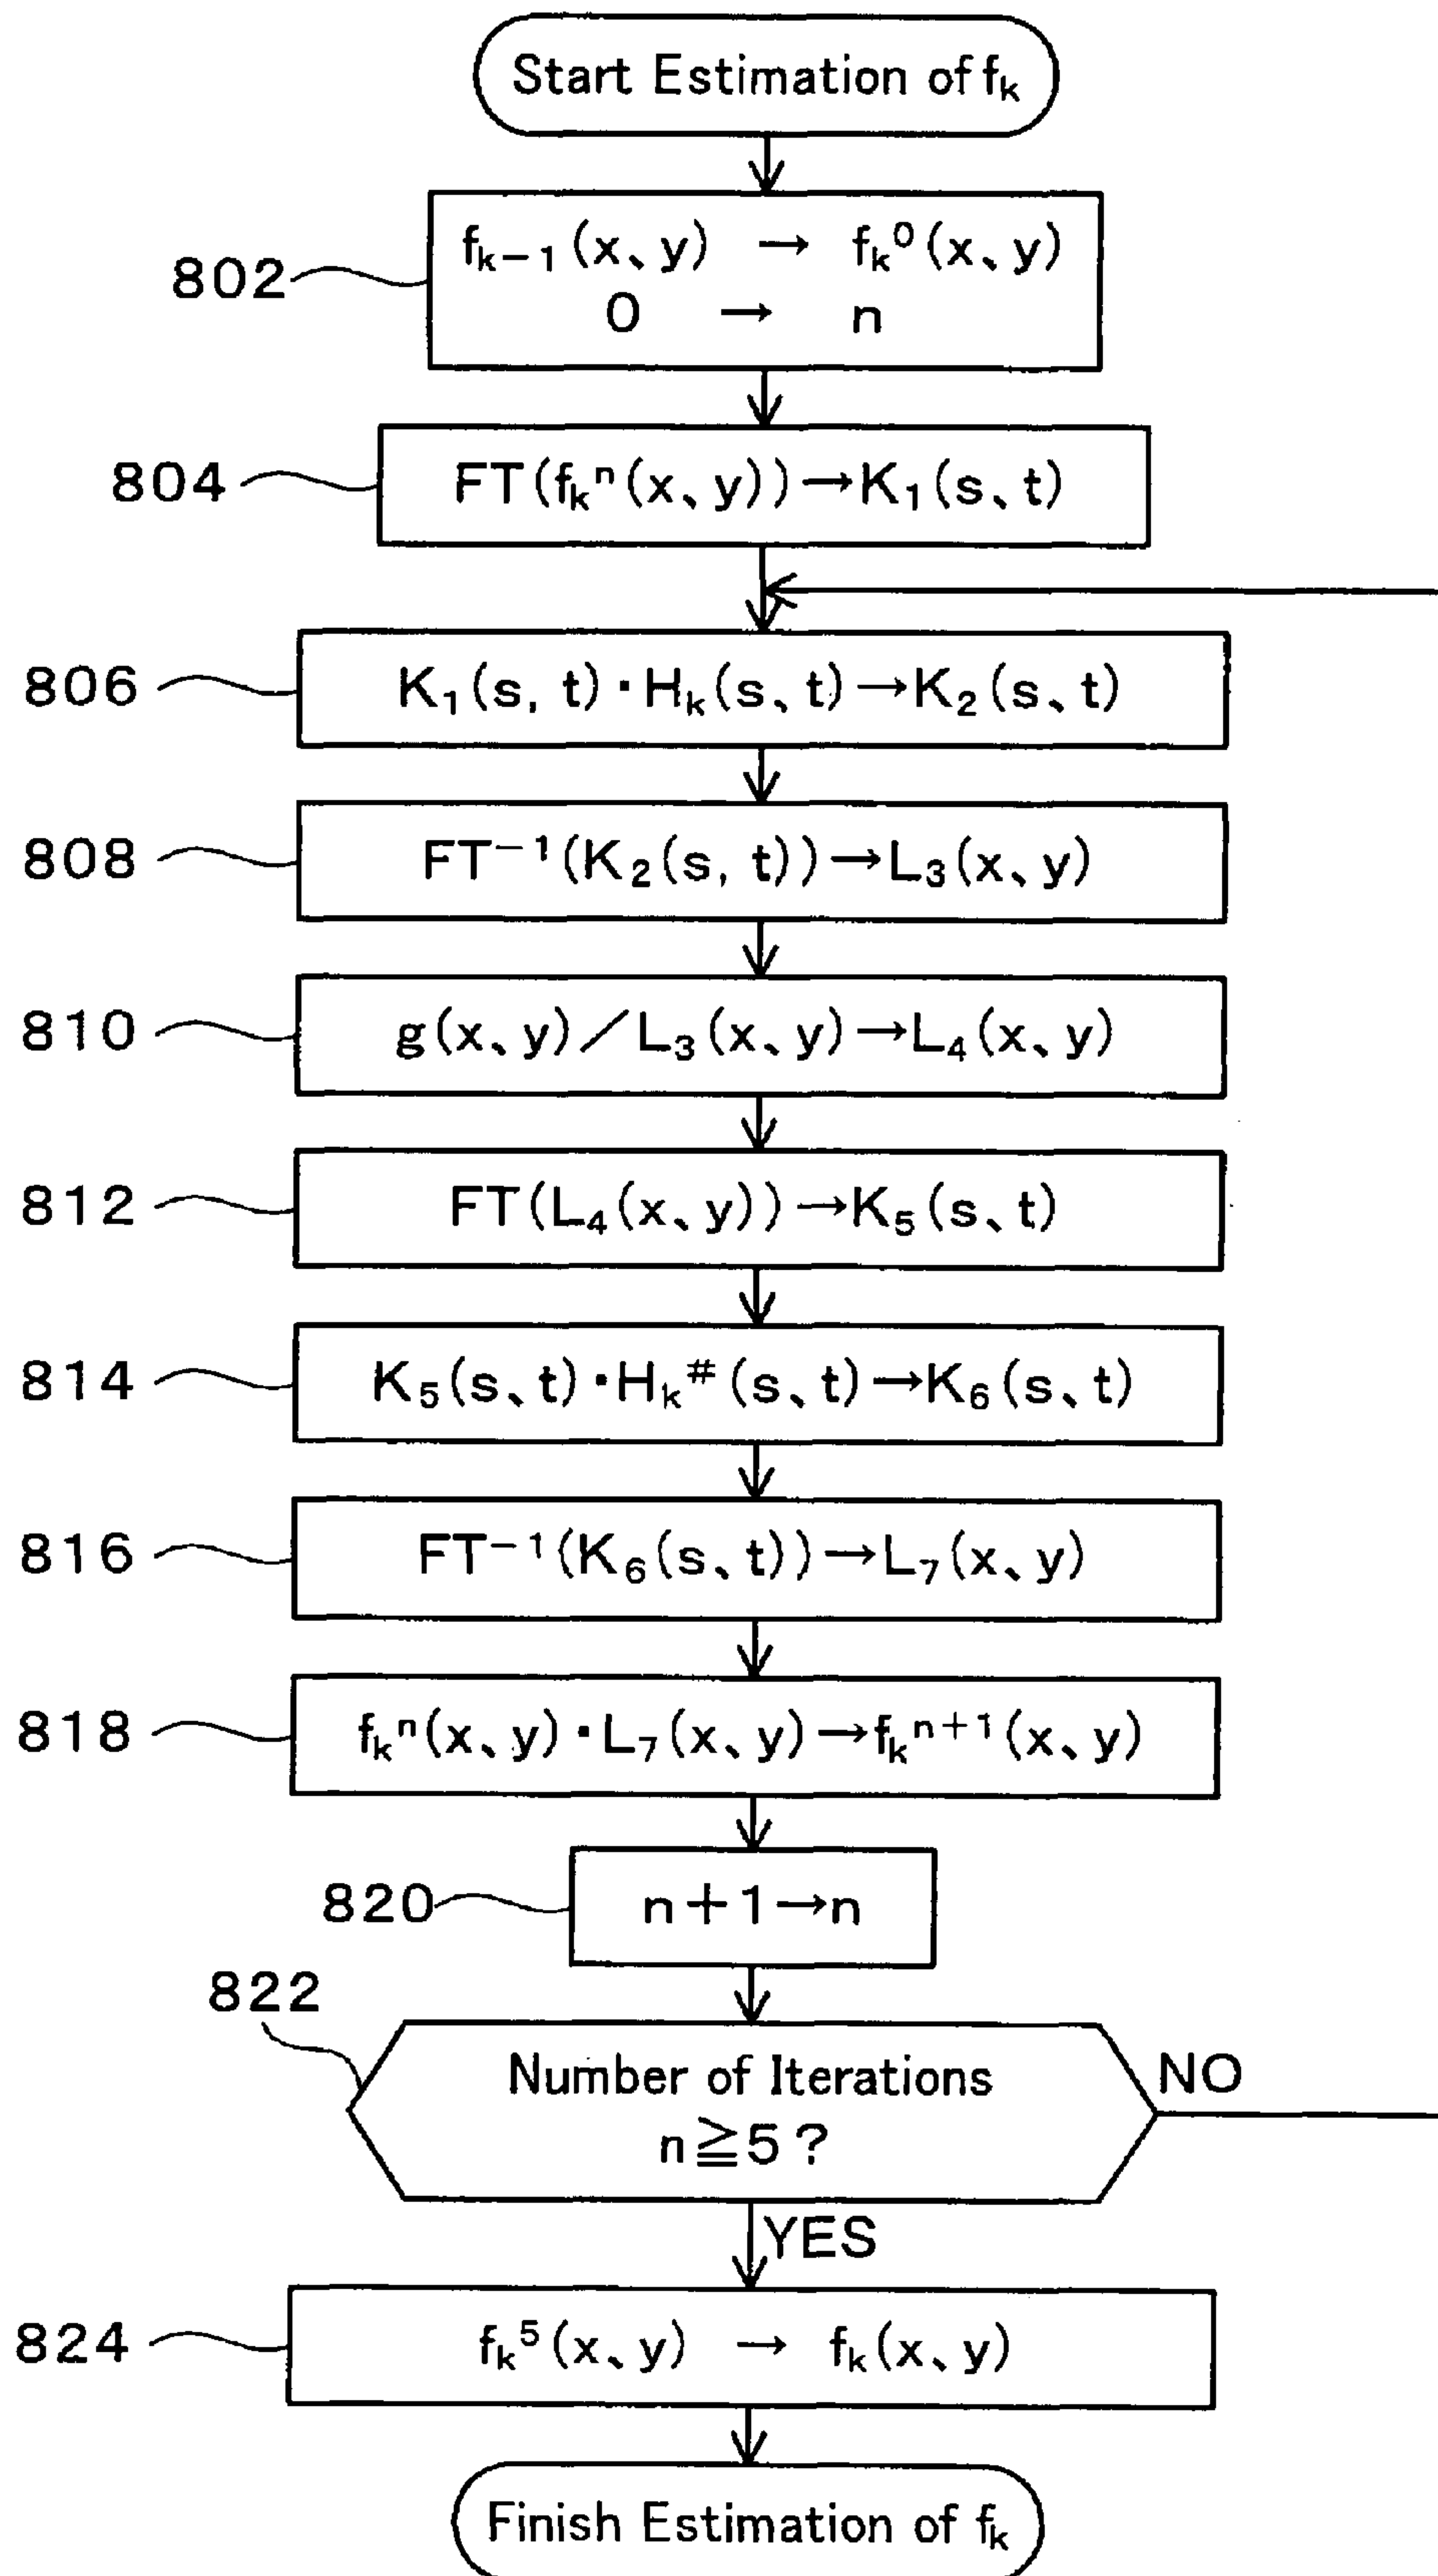 Start Estimation of fₖ
802
fₖ₋₁(x、y) → fₖ⁰(x、y)
0 → n
804
FT(fₖⁿ(x、y))→K₁(s、t)
806
K₁(s, t)・Hₖ(s、t)→K₂(s、t)
808
FT⁻¹(K₂(s, t))→L₃(x、y)
810
g(x、y)／L₃(x、y)→L₄(x、y)
812
FT(L₄(x、y))→K₅(s、t)
814
K₅(s、t)・Hₖ^#(s、t)→K₆(s、t)
816
FT⁻¹(K₆(s、t))→L₇(x、y)
818
fₖⁿ(x、y)・L₇(x、y)→fₖⁿ⁺¹(x、y)
820
n+1→n
822
Number of Iterations
n≧5?
NO
YES
824
fₖ⁵(x、y) → fₖ(x、y)
Finish Estimation of fₖ